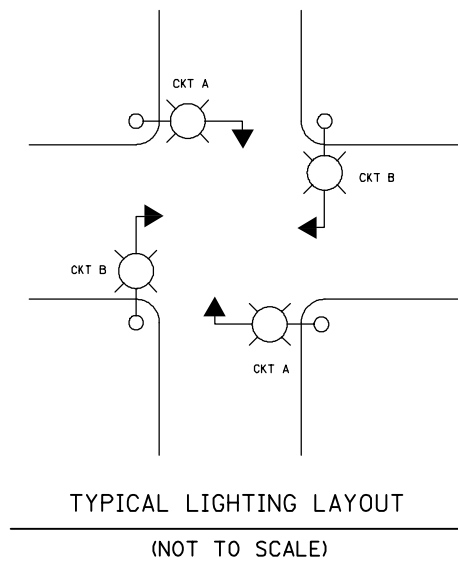 CKT A
CKT B
CKT B
CKT A
TYPICAL LIGHTING LAYOUT
(NOT TO SCALE)